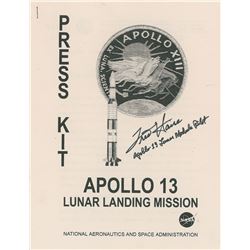 PRESS
KIT
APOLLO XIII
EX LUNA, SCIENTIA
Fred Haise
Apollo 13 Lunar Module Pilot
APOLLO 13
LUNAR LANDING MISSION
NASA
NATIONAL AERONAUTICS AND SPACE ADMINISTRATION